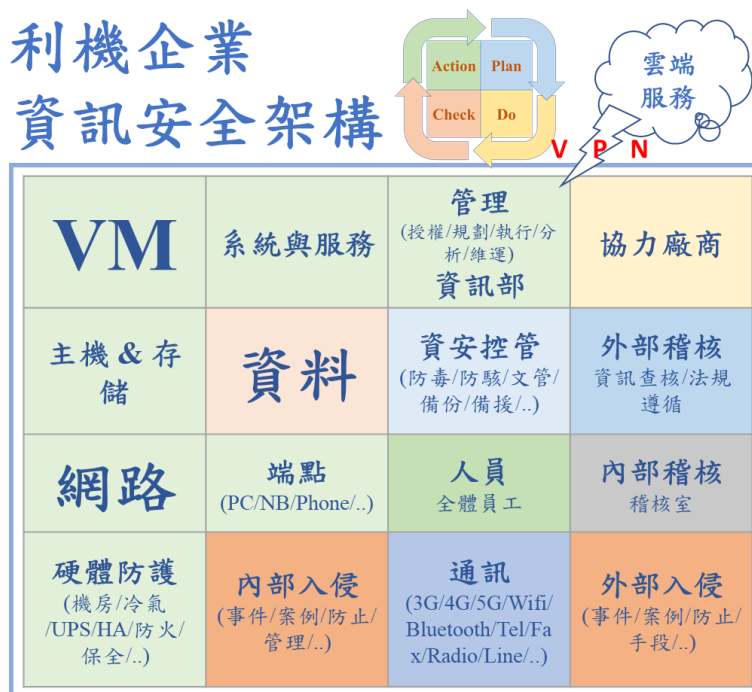 利機企業
資訊安全架構
Action Plan
Check Do
雲端
服務
V P N
VM
系統與服務
管理
(授權/規劃/執行/分
析/維運)
資訊部
協力廠商
主機 & 存
儲
資料
資安控管
(防毒/防駭/文管/
備份/備援/..)
外部稽核
資訊查核/法規
遵循
網路
端點
(PC/NB/Phone/..)
人員
全體員工
內部稽核
稽核室
硬體防護
(機房/冷氣
/UPS/HA/防火/
保全/..)
內部入侵
(事件/案例/防止/
管理/..)
通訊
(3G/4G/5G/Wifi/
Bluetooth/Tel/Fa
x/Radio/Line/..)
外部入侵
(事件/案例/防止/
手段/..)